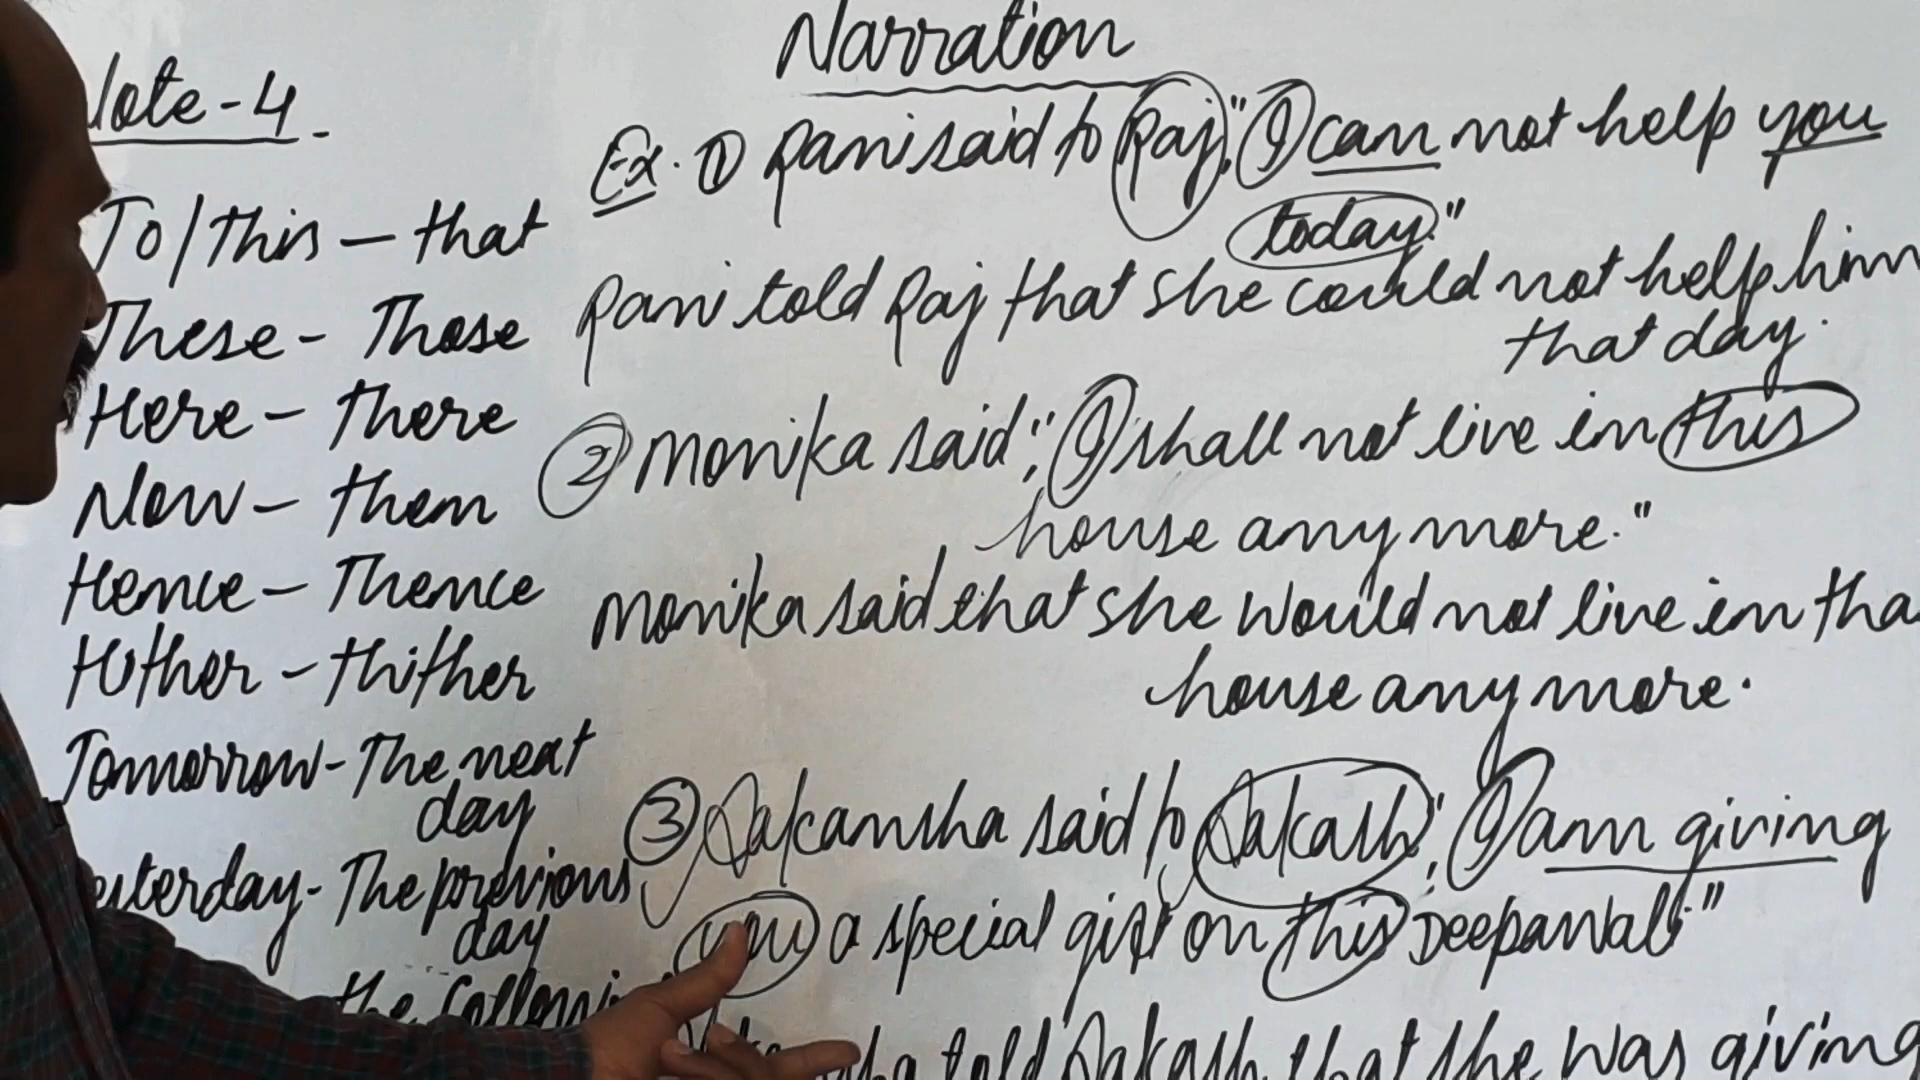 Narration
Note-4.
To/This - that
These - Those
Here - there
Now - then
Hence - Thence
Hither - thither
Tomorrow - The next
day
Yesterday - The previous
day
the following
Ex. ① Rani said to Raj, "I can not help you
today."
Rani told Raj that she could not help him
that day.
② Monika said, "I shall not live in this
house any more."
Monika said that she would not live in tha
house any more.
③ Aakansha said to Aakash, "I am giving
you a special gift on this Deepawali."
told Aakash that she was giving